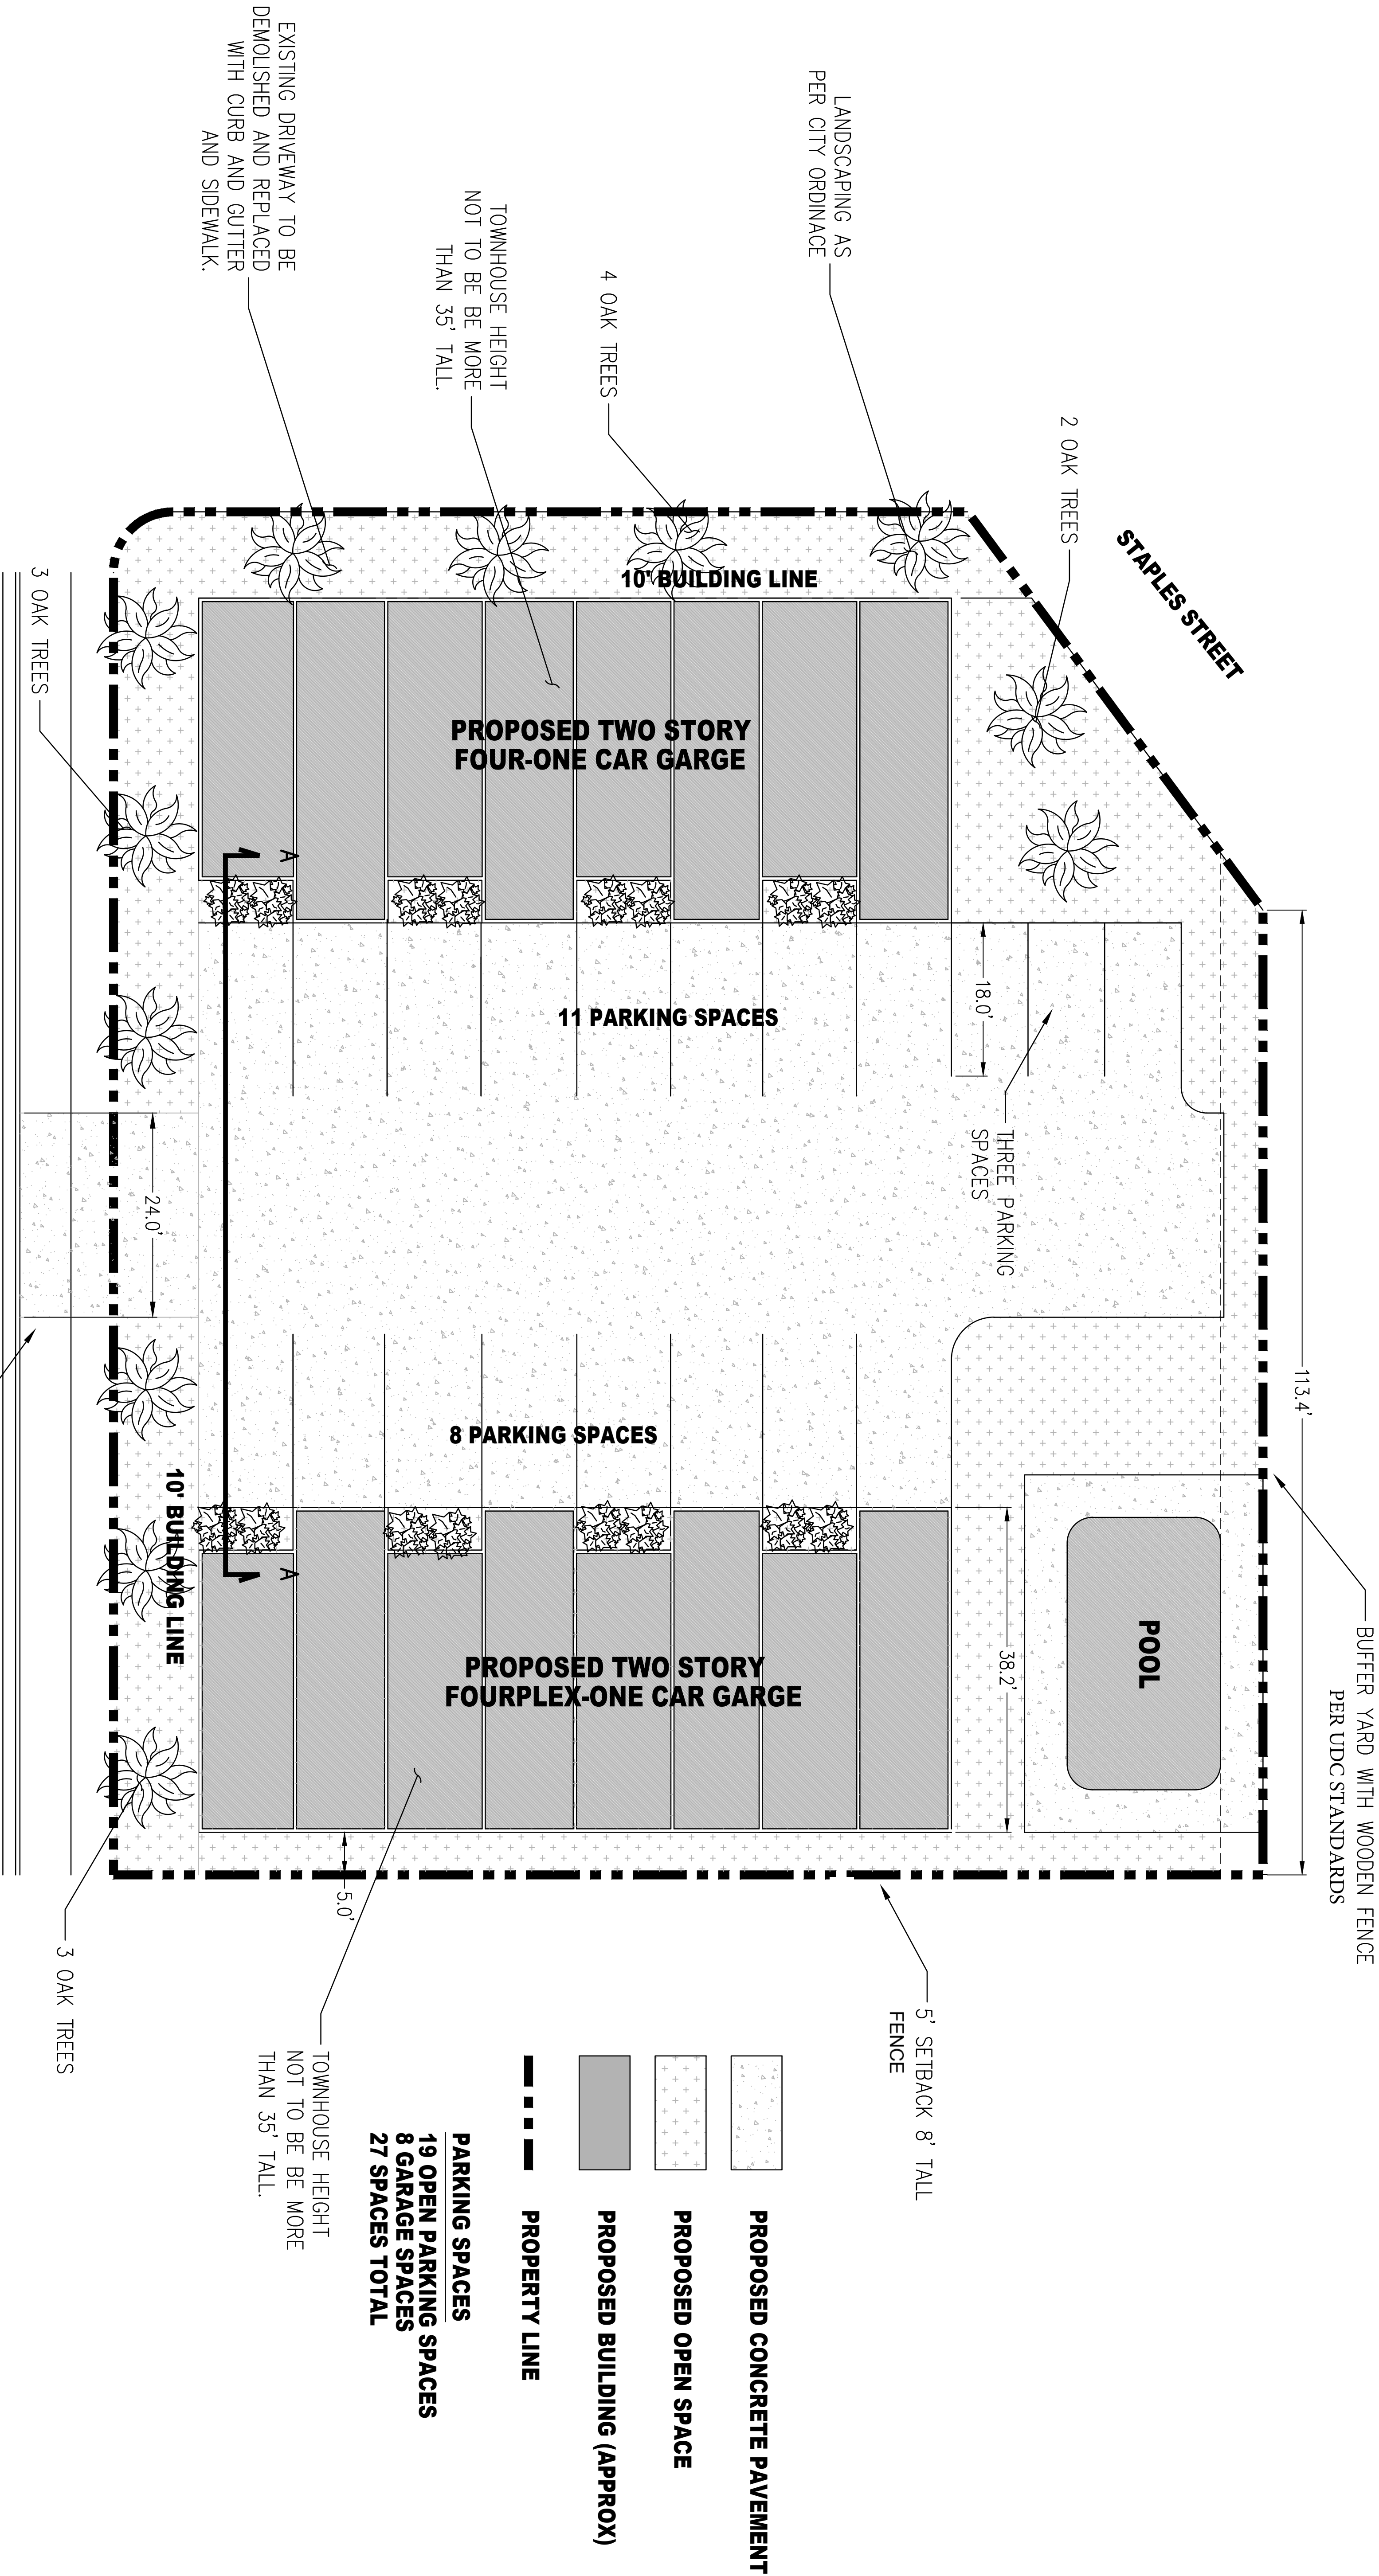 STAPLES STREET
2 OAK TREES
LANDSCAPING AS
PER CITY ORDINACE
4 OAK TREES
TOWNHOUSE HEIGHT
NOT TO BE BE MORE
THAN 35' TALL.
EXISTING DRIVEWAY TO BE
DEMOLISHED AND REPLACED
WITH CURB AND GUTTER
AND SIDEWALK.
3 OAK TREES
10' BUILDING LINE
PROPOSED TWO STORY
FOUR-ONE CAR GARGE
A
11 PARKING SPACES
18.0'
THREE PARKING
SPACES
24.0'
113.4'
8 PARKING SPACES
10' BUILDING LINE
A
PROPOSED TWO STORY
FOURPLEX-ONE CAR GARGE
38.2'
POOL
BUFFER YARD WITH WOODEN FENCE
PER UDC STANDARDS
5.0'
5' SETBACK 8' TALL
FENCE
3 OAK TREES
TOWNHOUSE HEIGHT
NOT TO BE BE MORE
THAN 35' TALL.
PROPOSED CONCRETE PAVEMENT
PROPOSED OPEN SPACE
PROPOSED BUILDING (APPROX)
PROPERTY LINE
PARKING SPACES
19 OPEN PARKING SPACES
8 GARAGE SPACES
27 SPACES TOTAL